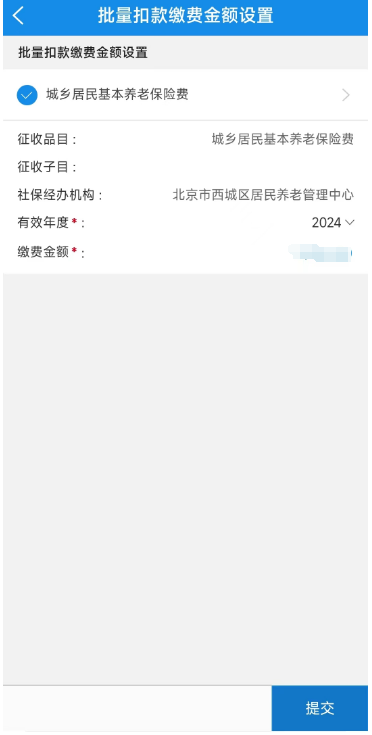 批量扣款缴费金额设置
批量扣款缴费金额设置
城乡居民基本养老保险费
征收品目： 城乡居民基本养老保险费
征收子目：
社保经办机构： 北京市西城区居民养老管理中心
有效年度*： 2024
缴费金额*：
提交